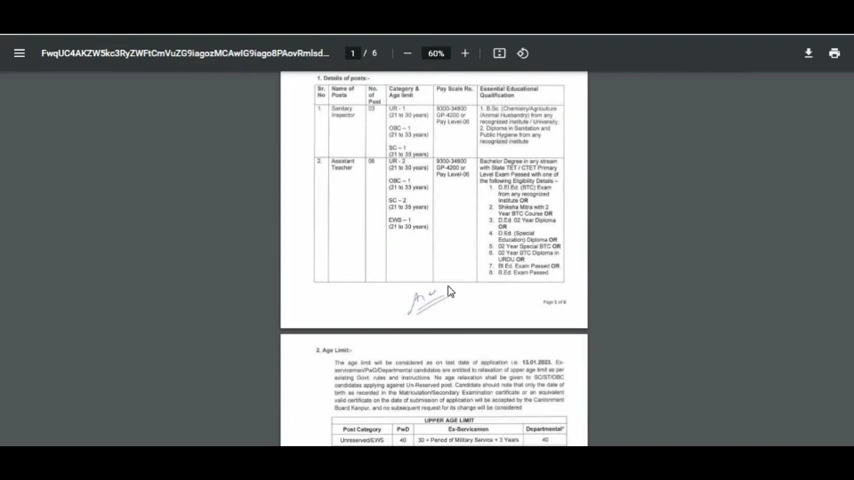 FwqUC4AKZW5kc3RyZWFtCmVuZG9iagozMCAwIG9iago8PAovRmlsd...
1 / 6
60%
1. Details of posts:-
Sr. No
Name of Posts
No. of Post
Category & Age limit
Pay Scale Rs.
Essential Educational Qualification
1
Sanitary Inspector
03
UR - 1
(21 to 30 years)
OBC – 1
(21 to 33 years)
SC – 1
(21 to 35 years)
9300-34800
GP-4200 or
Pay Level-06
1. B.Sc. (Chemistry/Agriculture
(Animal Husbandry) from any
recognized institute / University.
2. Diploma in Sanitation and
Public Hygiene from any
recognized institute
2.
Assistant Teacher
06
UR - 2
(21 to 30 years)
OBC – 1
(21 to 33 years)
SC – 2
(21 to 35 years)
EWS – 1
(21 to 30 years)
9300-34800
GP-4200 or
Pay Level-06
Bachelor Degree in any stream
with State TET / CTET Primary
Level Exam Passed with one of
the following Eligibility Details –
1. D.El.Ed. (BTC) Exam
from any recognized
Institute OR
2. Shiksha Mitra with 2
Year BTC Course OR
3. D.Ed. 02 Year Diploma
OR
4. D.Ed. (Special
Education) Diploma OR
5. 02 Year Special BTC OR
6. 02 Year BTC Diploma in
URDU OR
7. BI.Ed. Exam Passed OR
8. B.Ed. Exam Passed
Page 1 of 6
2. Age Limit:-
The age limit will be considered as on last date of application i.e. 13.01.2023. Ex-
serviceman/PwD/Departmental candidates are entitled to relaxation of upper age limit as per
existing Govt. rules and instructions. No age relaxation shall be given to SC/ST/OBC
candidates applying against Un-Reserved post. Candidate should note that only the date of
birth as recorded in the Matriculation/Secondary Examination certificate or an equivalent
valid certificate on the date of submission of application will be accepted by the Cantonment
Board Kanpur, and no subsequent request for its change will be considered
UPPER AGE LIMIT
Post Category PwD Ex-Servicemen Departmental*
Unreserved/EWS 40 30 + Period of Military Service + 3 Years 40